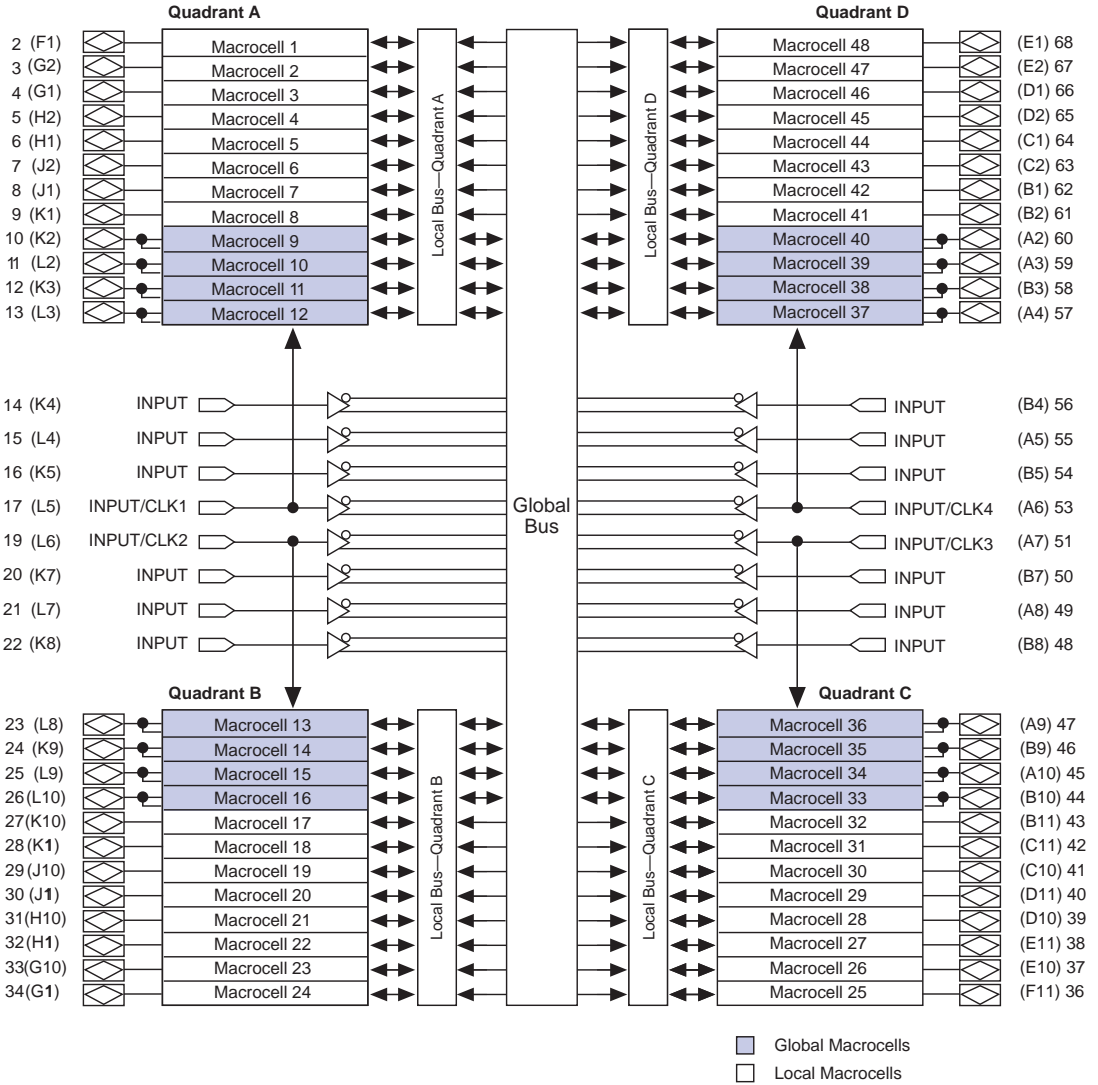 Quadrant A Quadrant D
2 (F1) Macrocell 1 Macrocell 48 (E1) 68
3 (G2) Macrocell 2 Macrocell 47 (E2) 67
4 (G1) Macrocell 3 Macrocell 46 (D1) 66
5 (H2) Macrocell 4 Macrocell 45 (D2) 65
6 (H1) Macrocell 5 Macrocell 44 (C1) 64
7 (J2) Macrocell 6 Macrocell 43 (C2) 63
8 (J1) Macrocell 7 Macrocell 42 (B1) 62
9 (K1) Macrocell 8 Macrocell 41 (B2) 61
10 (K2) Macrocell 9 Macrocell 40 (A2) 60
11 (L2) Macrocell 10 Macrocell 39 (A3) 59
12 (K3) Macrocell 11 Macrocell 38 (B3) 58
13 (L3) Macrocell 12 Macrocell 37 (A4) 57
Local Bus—Quadrant A
Local Bus—Quadrant D
14 (K4) INPUT INPUT (B4) 56
15 (L4) INPUT INPUT (A5) 55
16 (K5) INPUT INPUT (B5) 54
17 (L5) INPUT/CLK1 INPUT/CLK4 (A6) 53
Global
Bus
19 (L6) INPUT/CLK2 INPUT/CLK3 (A7) 51
20 (K7) INPUT INPUT (B7) 50
21 (L7) INPUT INPUT (A8) 49
22 (K8) INPUT INPUT (B8) 48
Quadrant B Quadrant C
23 (L8) Macrocell 13 Macrocell 36 (A9) 47
24 (K9) Macrocell 14 Macrocell 35 (B9) 46
25 (L9) Macrocell 15 Macrocell 34 (A10) 45
26(L10) Macrocell 16 Macrocell 33 (B10) 44
27(K10) Macrocell 17 Macrocell 32 (B11) 43
28 (K1) Macrocell 18 Macrocell 31 (C11) 42
29(J10) Macrocell 19 Macrocell 30 (C10) 41
30 (J1) Macrocell 20 Macrocell 29 (D11) 40
31(H10) Macrocell 21 Macrocell 28 (D10) 39
32(H1) Macrocell 22 Macrocell 27 (E11) 38
33(G10) Macrocell 23 Macrocell 26 (E10) 37
34(G1) Macrocell 24 Macrocell 25 (F11) 36
Local Bus—Quadrant B
Local Bus—Quadrant C
Global Macrocells
Local Macrocells